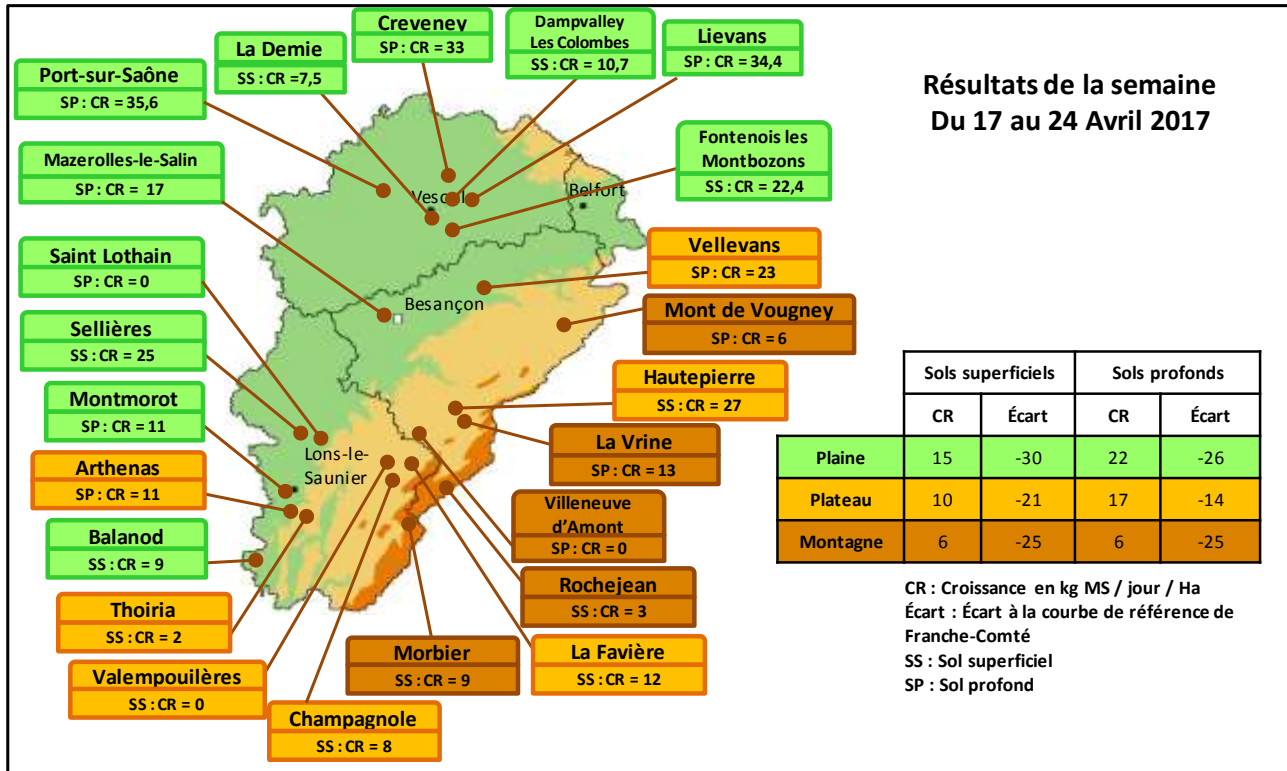 Résultats de la semaine
Du 17 au 24 Avril 2017
Creveney
SP : CR = 33
Dampvalley
Les Colombes
SS : CR = 10,7
Lievans
SP : CR = 34,4
La Demie
SS : CR =7,5
Port-sur-Saône
SP : CR = 35,6
Fontenois les
Montbozons
SS : CR = 22,4
Mazerolles-le-Salin
SP : CR = 17
Belfort
Vellevans
SP : CR = 23
Saint Lothain
SP : CR = 0
Besançon
Mont de Vougney
SP : CR = 6
Sellières
SS : CR = 25
Hautepierre
SS : CR = 27
Montmorot
SP : CR = 11
La Vrine
SP : CR = 13
Lons-le-
Saunier
Arthenas
SP : CR = 11
Villeneuve
d’Amont
SP : CR = 0
Balanod
SS : CR = 9
Rochejean
SS : CR = 3
Thoiria
SS : CR = 2
Morbier
SS : CR = 9
La Favière
SS : CR = 12
Valempouilères
SS : CR = 0
Champagnole
SS : CR = 8
Sols superficiels Sols profonds
CR Écart CR Écart
Plaine 15 -30 22 -26
Plateau 10 -21 17 -14
Montagne 6 -25 6 -25
CR : Croissance en kg MS / jour / Ha
Écart : Écart à la courbe de référence de
Franche-Comté
SS : Sol superficiel
SP : Sol profond